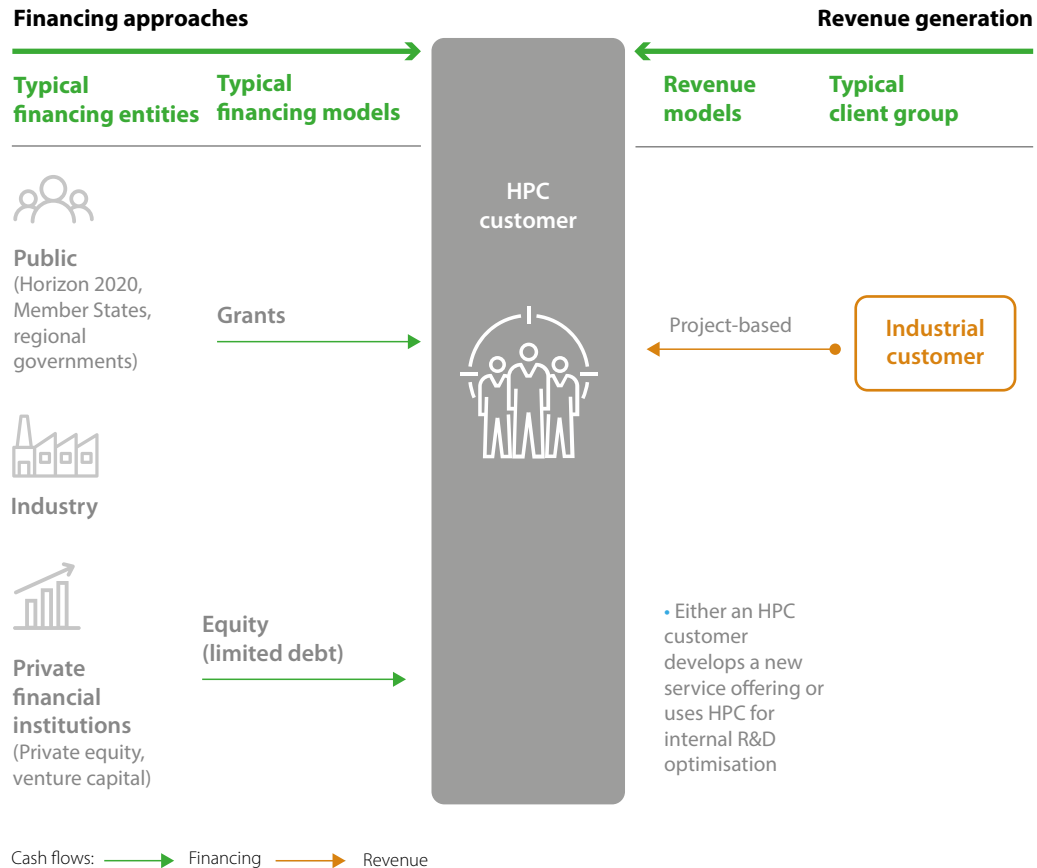 Financing approaches
Revenue generation
Typical
financing entities
Typical
financing models
Revenue
models
Typical
client group
HPC
customer
Public
(Horizon 2020,
Member States,
regional
governments)
Grants
Project-based
Industrial
customer
Industry
Private
financial
institutions
(Private equity,
venture capital)
Equity
(limited debt)
• Either an HPC
customer
develops a new
service offering or
uses HPC for
internal R&D
optimisation
Cash flows:
Financing
Revenue